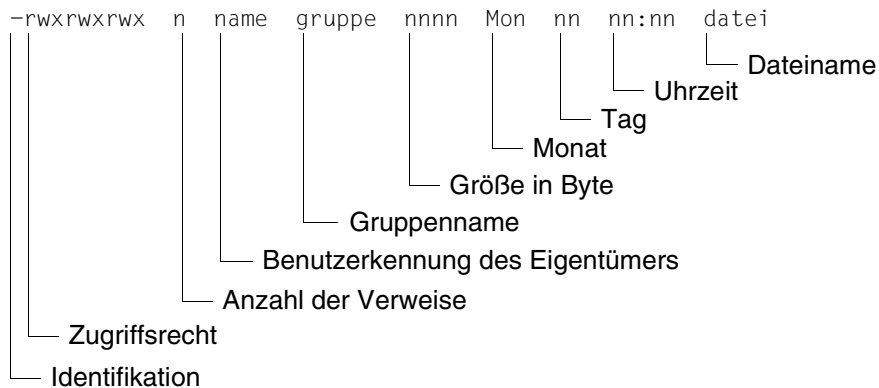 -rwxrwxrwx n name gruppe nnnn Mon nn nn:nn datei
Dateiname
Uhrzeit
Tag
Monat
Größe in Byte
Gruppenname
Benutzerkennung des Eigentümers
Anzahl der Verweise
Zugriffsrecht
Identifikation